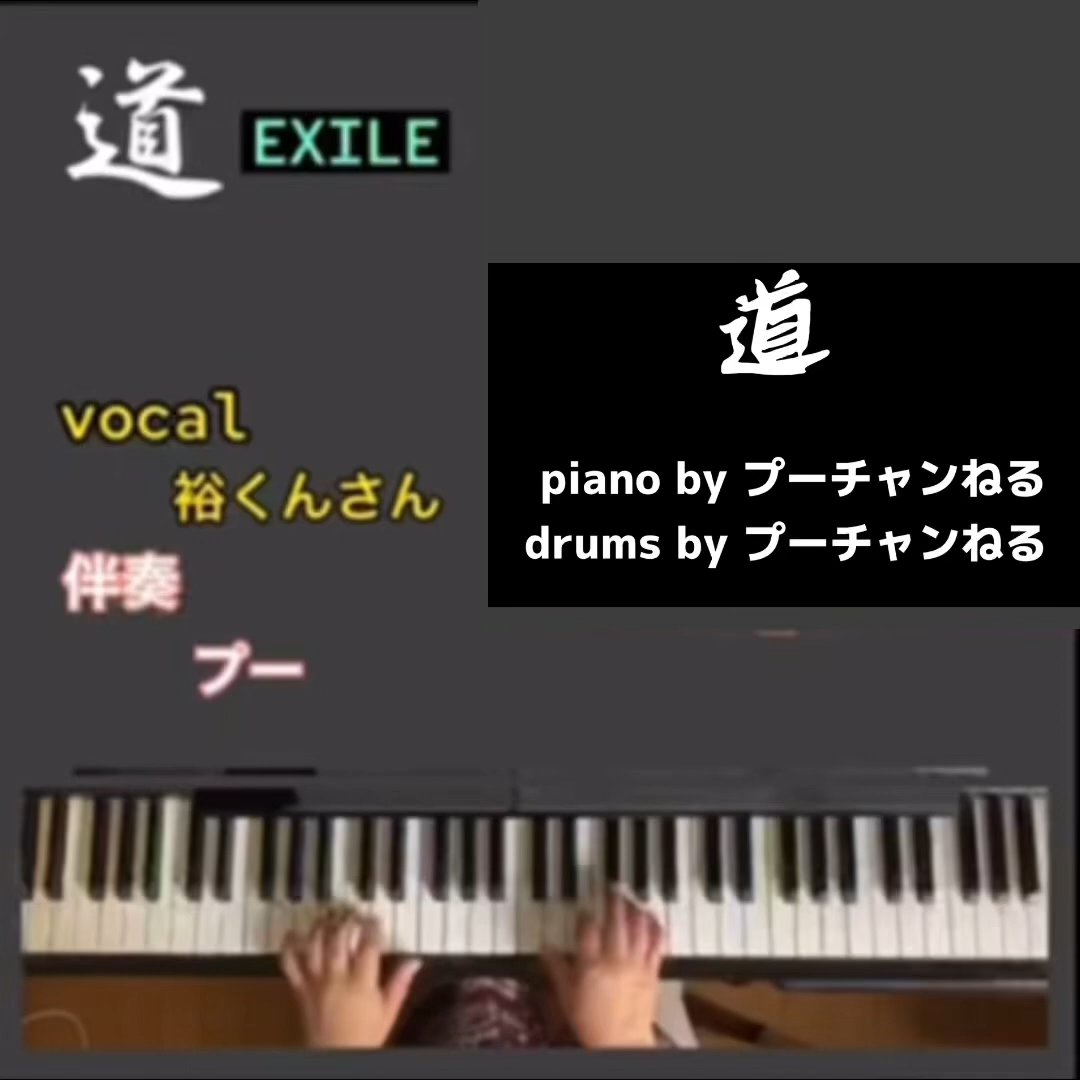 道 EXILE
vocal
裕くんさん
伴奏
プー
道
piano by プーチャンねる
drums by プーチャンねる